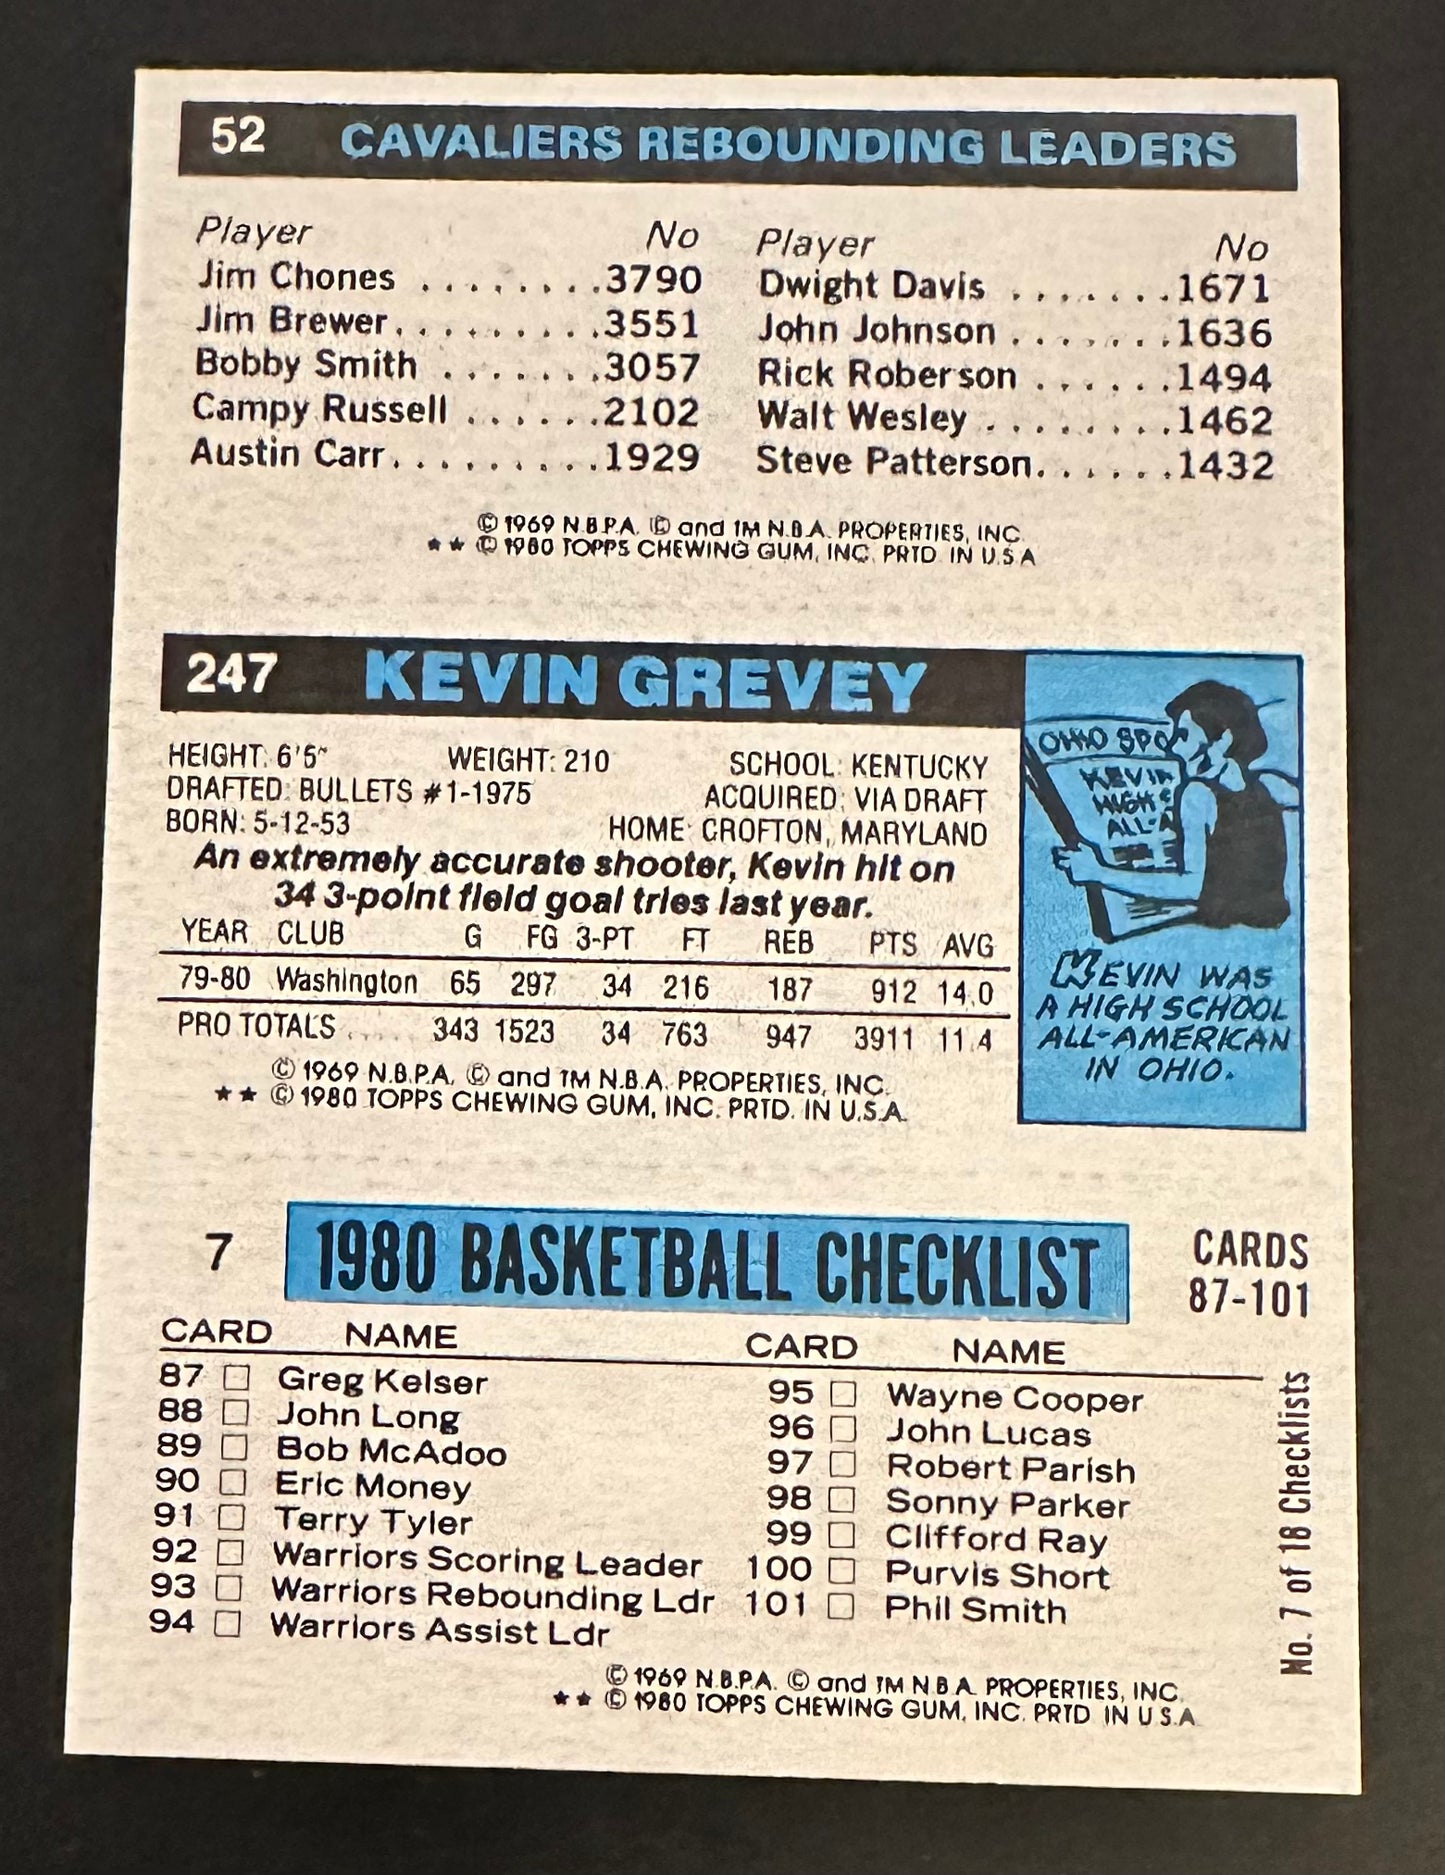 52 CAVALIERS REBOUNDING LEADERS
Player No Player No
Jim Chones ........3790 Dwight Davis .......1671
Jim Brewer.........3551 John Johnson .......1636
Bobby Smith .......3057 Rick Roberson ......1494
Campy Russell ......2102 Walt Wesley ........1462
Austin Carr.........1929 Steve Patterson......1432
© 1969 N.B.P.A. © and TM N.B.A. PROPERTIES, INC.
★★ © 1980 TOPPS CHEWING GUM, INC. PRTD. IN U.S.A
247 KEVIN GREVEY
HEIGHT: 6'5" WEIGHT: 210 SCHOOL: KENTUCKY
DRAFTED: BULLETS #1-1975 ACQUIRED: VIA DRAFT
BORN: 5-12-53 HOME: CROFTON, MARYLAND
An extremely accurate shooter, Kevin hit on
34 3-point field goal tries last year.
YEAR CLUB G FG 3-PT FT REB PTS AVG
79-80 Washington 65 297 34 216 187 912 14.0
PRO TOTALS .... 343 1523 34 763 947 3911 11.4
© 1969 N.B.P.A. © and TM N.B.A. PROPERTIES, INC.
★★ © 1980 TOPPS CHEWING GUM, INC. PRTD. IN U.S.A.
OHIO SPO
KEVIN
HIGH S
ALL-A
KEVIN WAS
A HIGH SCHOOL
ALL-AMERICAN
IN OHIO.
7 1980 BASKETBALL CHECKLIST CARDS
87-101
CARD NAME CARD NAME
87 □ Greg Kelser 95 □ Wayne Cooper
88 □ John Long 96 □ John Lucas
89 □ Bob McAdoo 97 □ Robert Parish
90 □ Eric Money 98 □ Sonny Parker
91 □ Terry Tyler 99 □ Clifford Ray
92 □ Warriors Scoring Leader 100 □ Purvis Short
93 □ Warriors Rebounding Ldr 101 □ Phil Smith
94 □ Warriors Assist Ldr
No. 7 of 18 Checklists
© 1969 N.B.P.A. © and TM N.B.A. PROPERTIES, INC.
★★ © 1980 TOPPS CHEWING GUM, INC. PRTD IN U.S.A